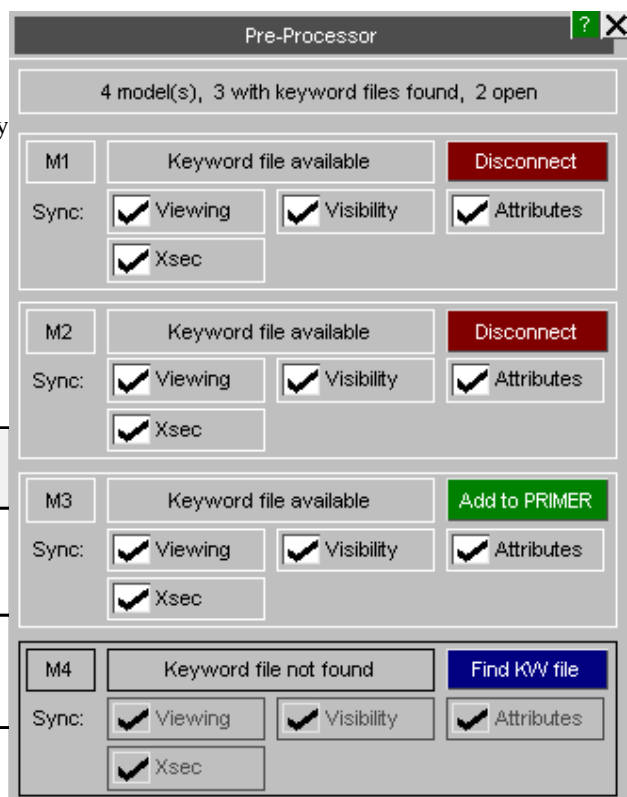 ?
Pre-Processor
4 model(s), 3 with keyword files found, 2 open
y
M1 Keyword file available Disconnect
Sync: Viewing Visibility Attributes
Xsec
M2 Keyword file available Disconnect
Sync: Viewing Visibility Attributes
Xsec
M3 Keyword file available Add to PRIMER
Sync: Viewing Visibility Attributes
Xsec
M4 Keyword file not found Find KW file
Sync: Viewing Visibility Attributes
Xsec